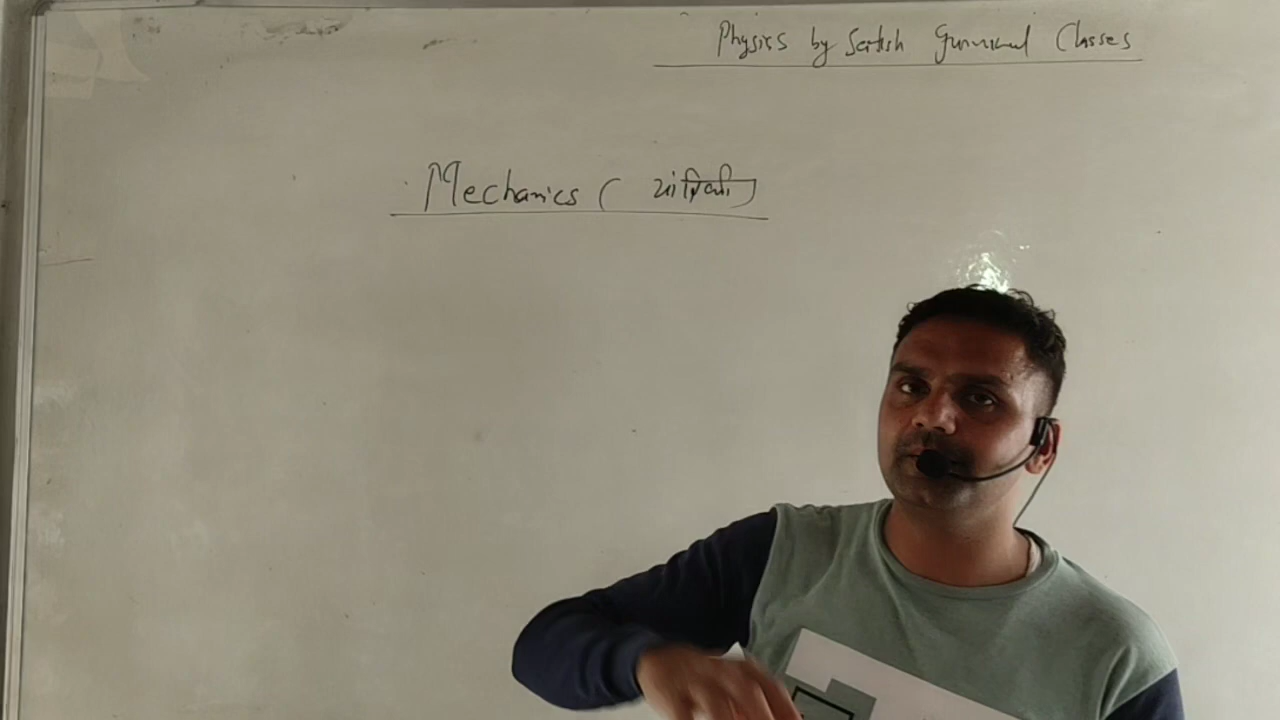 Physics by Satish Gurukul Classes
Mechanics ( यांत्रिकी )